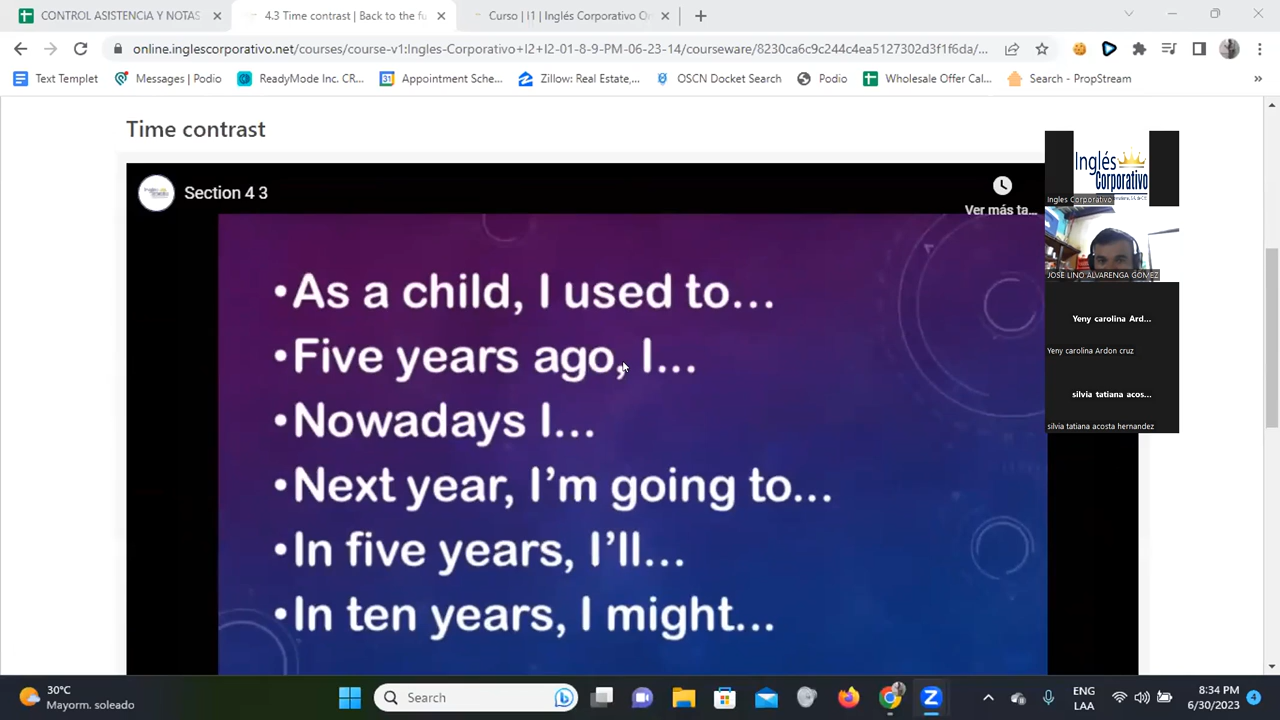 CONTROL ASISTENCIA Y NOTAS
4.3 Time contrast | Back to the fu
Curso | I1 | Inglés Corporativo On
online.inglescorporativo.net/courses/course-v1:Ingles-Corporativo+I2+I2-01-8-9-PM-06-23-14/courseware/8230ca6c9c244c4ea5127302d3f1f6da/...
Text Templet
Messages | Podio
ReadyMode Inc. CR...
Appointment Sche...
Zillow: Real Estate,...
OSCN Docket Search
Podio
Wholesale Offer Cal...
Search - PropStream
»
Time contrast
Section 4 3
Ver más ta...
•As a child, I used to...
•Five years ago, I...
•Nowadays I...
•Next year, I'm going to...
•In five years, I'll...
•In ten years, I might...
Inglés
Corporativo
Ingles Corporativo
JOSE LINO ALVARENGA GOMEZ
Yeny carolina Ard...
Yeny carolina Ardon cruz
silvia tatiana acos...
silvia tatiana acosta hernandez
30°C
Mayorm. soleado
Search
ENG
LAA
8:34 PM
6/30/2023
4